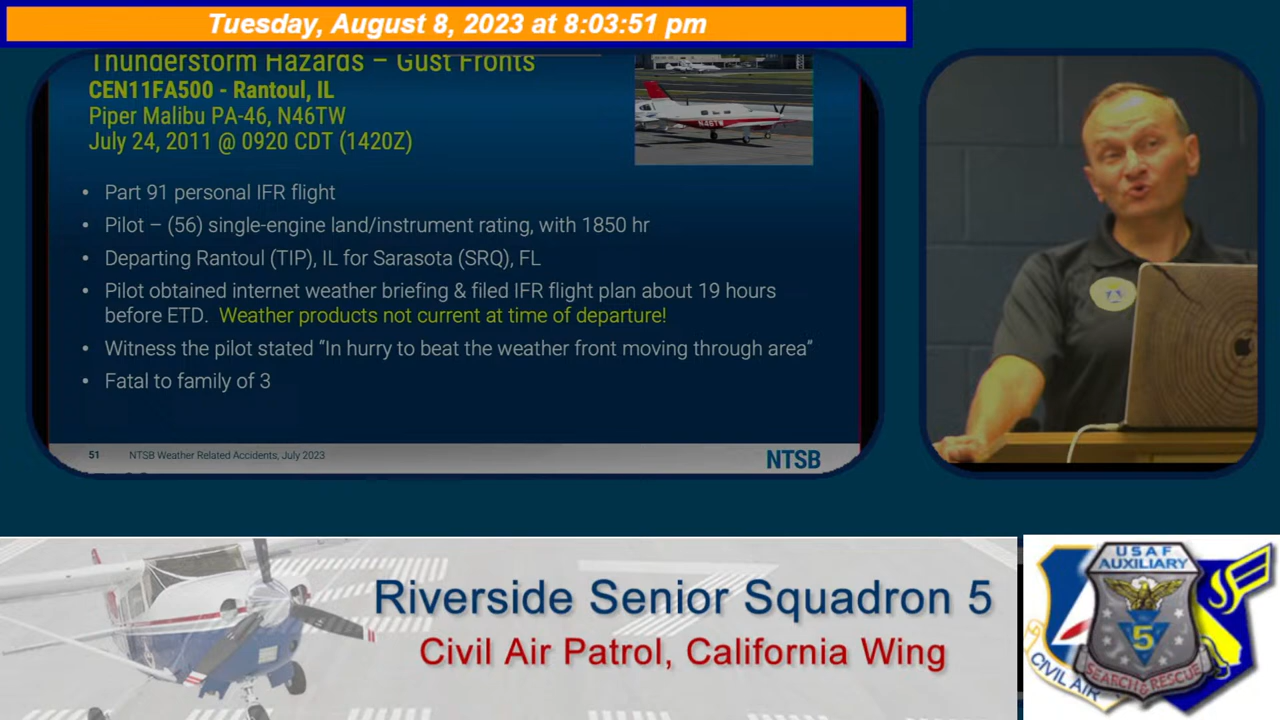 Tuesday, August 8, 2023 at 8:03:51 pm
Thunderstorm Hazards – Gust Fronts
CEN11FA500 - Rantoul, IL
Piper Malibu PA-46, N46TW
July 24, 2011 @ 0920 CDT (1420Z)
N46TW
• Part 91 personal IFR flight
• Pilot – (56) single-engine land/instrument rating, with 1850 hr
• Departing Rantoul (TIP), IL for Sarasota (SRQ), FL
• Pilot obtained internet weather briefing & filed IFR flight plan about 19 hours
before ETD. Weather products not current at time of departure!
• Witness the pilot stated "In hurry to beat the weather front moving through area"
• Fatal to family of 3
51 NTSB Weather Related Accidents, July 2023
NTSB
Riverside Senior Squadron 5
Civil Air Patrol, California Wing
USAF
AUXILIARY
5
SEARCH & RESCUE
CIVIL AIR